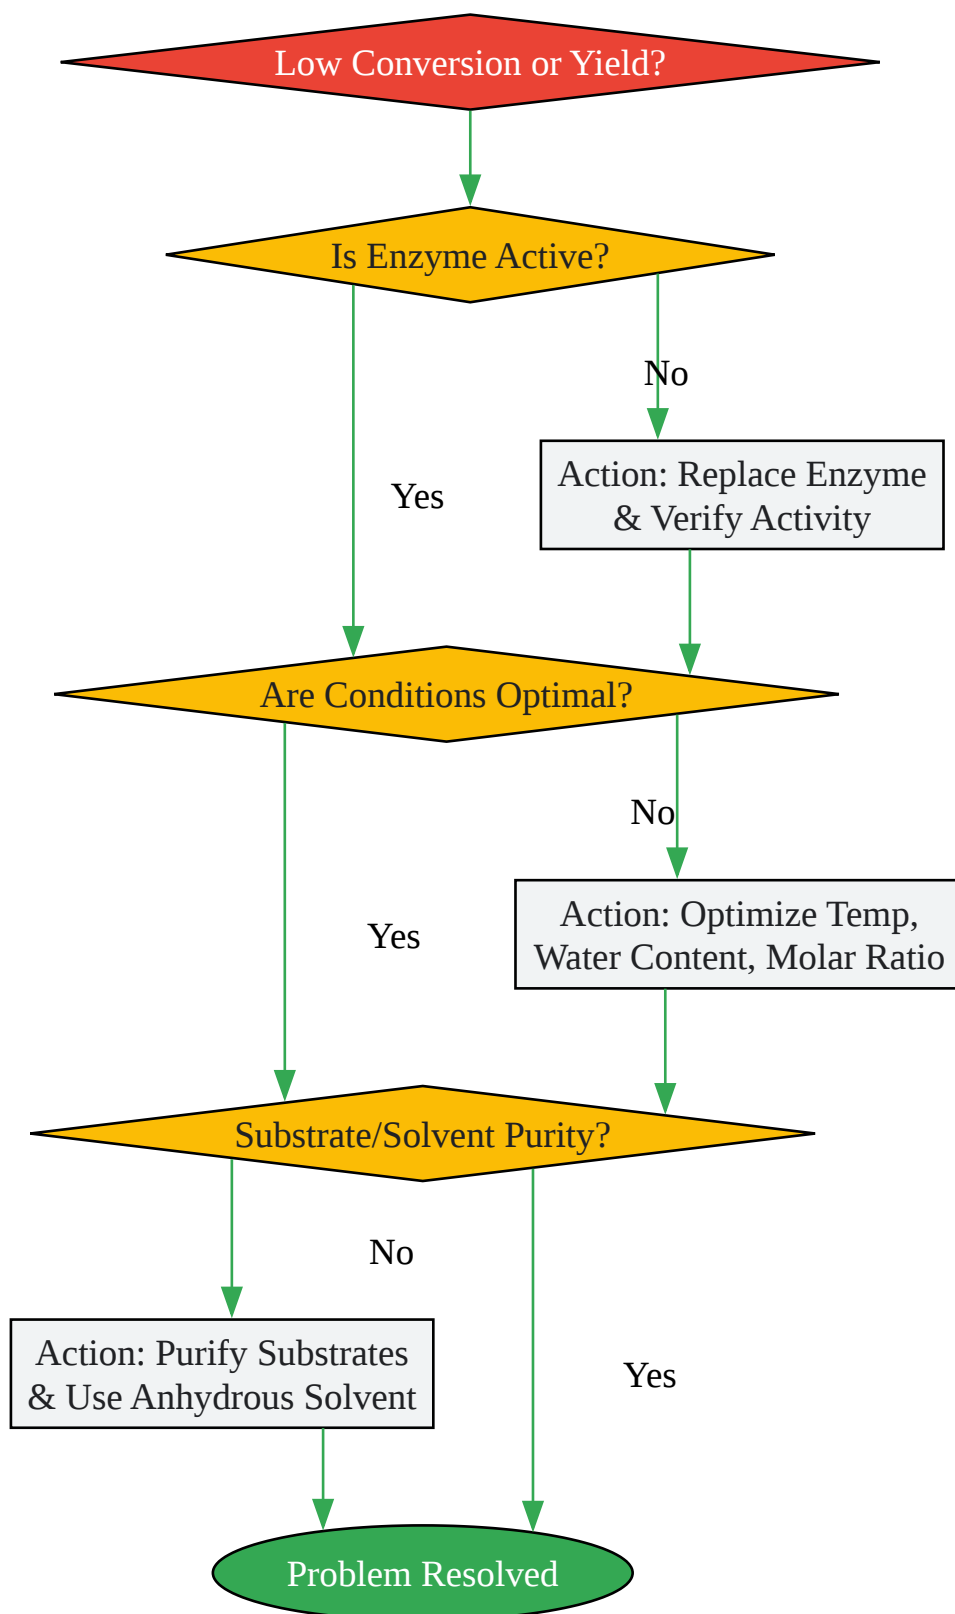 Low Conversion or Yield?
Is Enzyme Active?
No
Action: Replace Enzyme
& Verify Activity
Yes
Are Conditions Optimal?
No
Action: Optimize Temp,
Water Content, Molar Ratio
Yes
Substrate/Solvent Purity?
No
Action: Purify Substrates
& Use Anhydrous Solvent
Yes
Problem Resolved